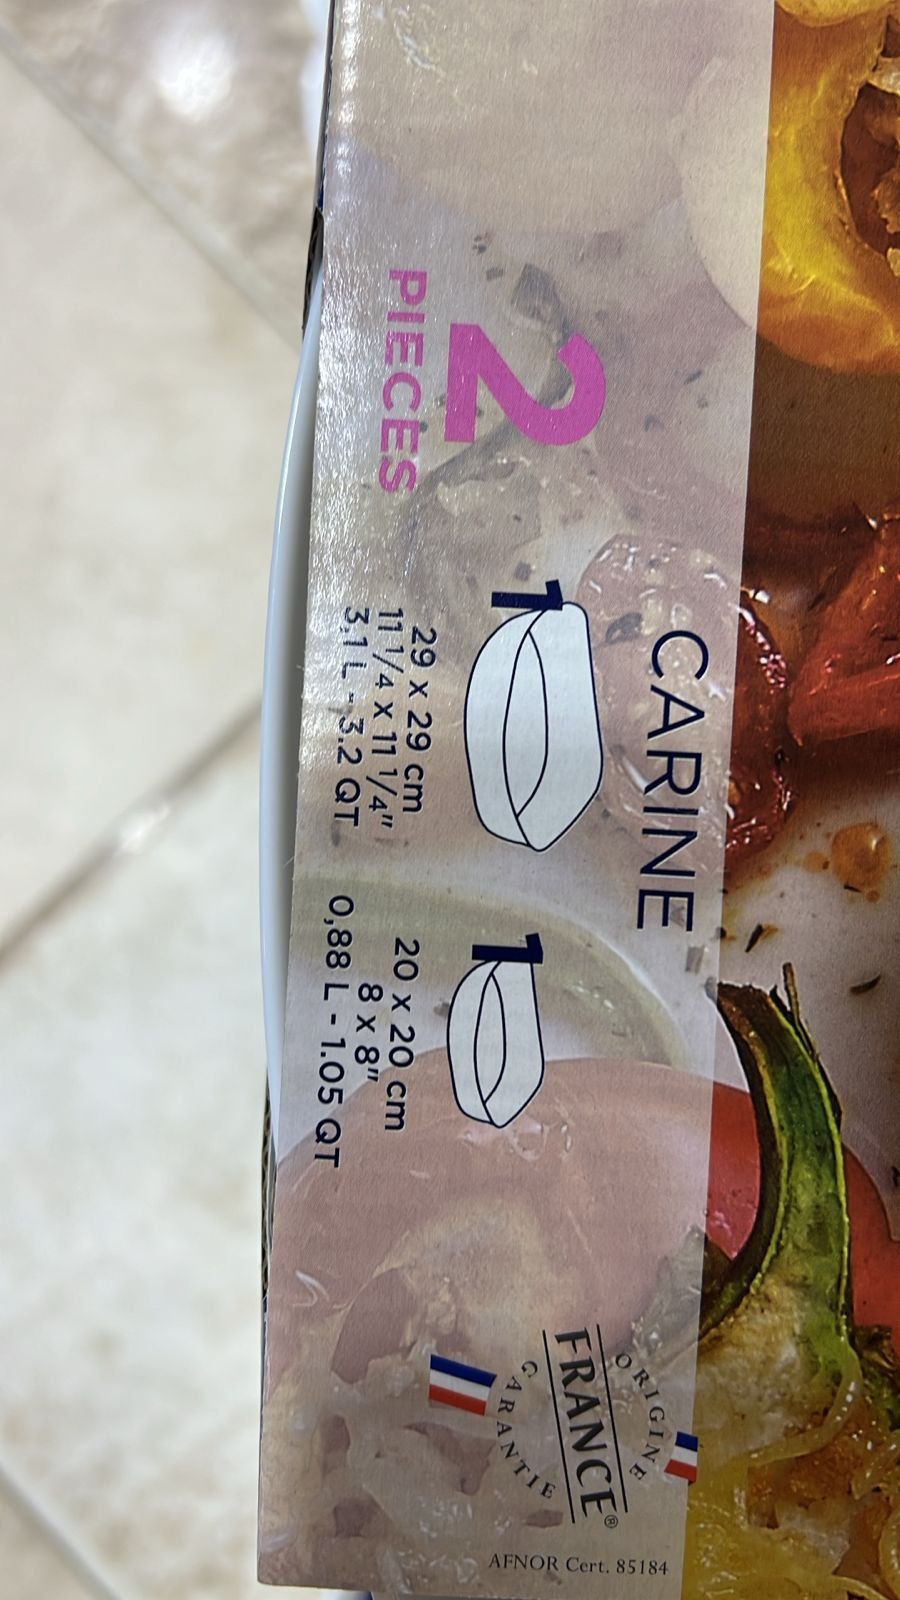 CARINE
2
PIECES
1
29 x 29 cm
11 1/4 x 11 1/4"
3,1 L - 3.2 QT
1
20 x 20 cm
8 x 8"
0,88 L - 1.05 QT
ORIGINE
FRANCE®
GARANTIE
AFNOR Cert. 85184